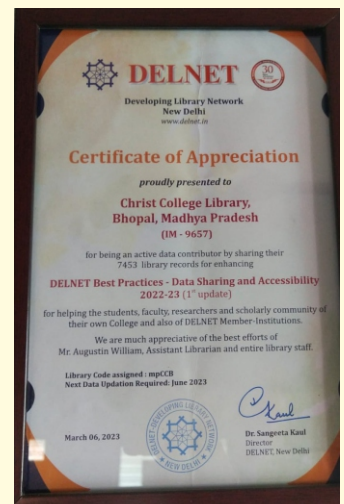 DELNET
30
Developing Library Network
New Delhi
www.delnet.in
Certificate of Appreciation
proudly presented to
Christ College Library,
Bhopal, Madhya Pradesh
(IM - 9657)
for being an active data contributor by sharing their
7453 library records for enhancing
DELNET Best Practices - Data Sharing and Accessibility
2022-23 (1st update)
for helping the students, faculty, researchers and scholarly community of
their own College and also of DELNET Member-Institutions.
We are much appreciative of the best efforts of
Mr. Augustin William, Assistant Librarian and entire library staff.
Library Code assigned : mpCCB
Next Data Updation Required: June 2023
Kaul
March 06, 2023
Dr. Sangeeta Kaul
Director
DELNET, New Delhi
DELNET-DEVELOPING LIBRARY NETWORK
NEW DELHI